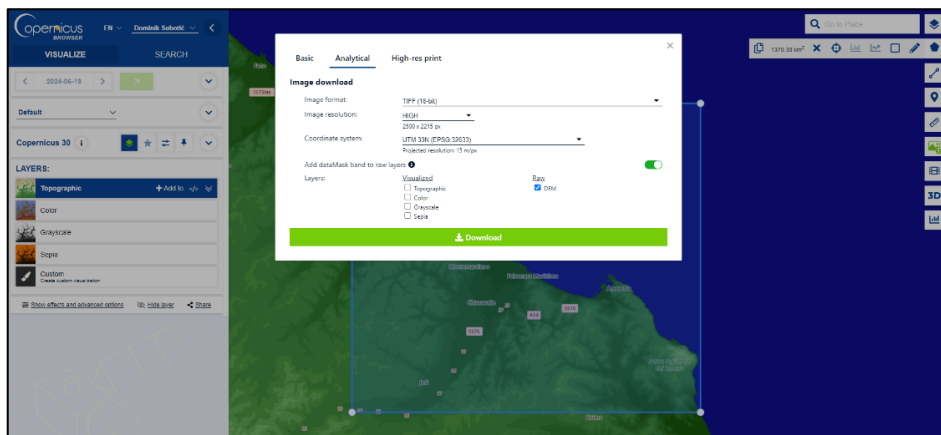 Copernicus
BROWSER
EN
Dominik Subotić
VISUALIZE
SEARCH
2024-06-19
Default
Copernicus 30
LAYERS:
Topographic
Add to
Color
Grayscale
Sepia
Custom
Create custom visualization
Show effects and advanced options
Hide layer
Share
Basic
Analytical
High-res print
Image download
Image format:
TIFF (16-bit)
Image resolution:
HIGH
2500 x 2215 px
Coordinate system:
UTM 33N (EPSG:32633)
Projected resolution: 15 m/px
Add dataMask band to raw layers
Layers:
Visualized
Raw
Topographic
DEM
Color
Grayscale
Sepia
Download
Go to Place
3D
Fano
Chiaravalle
Jesi